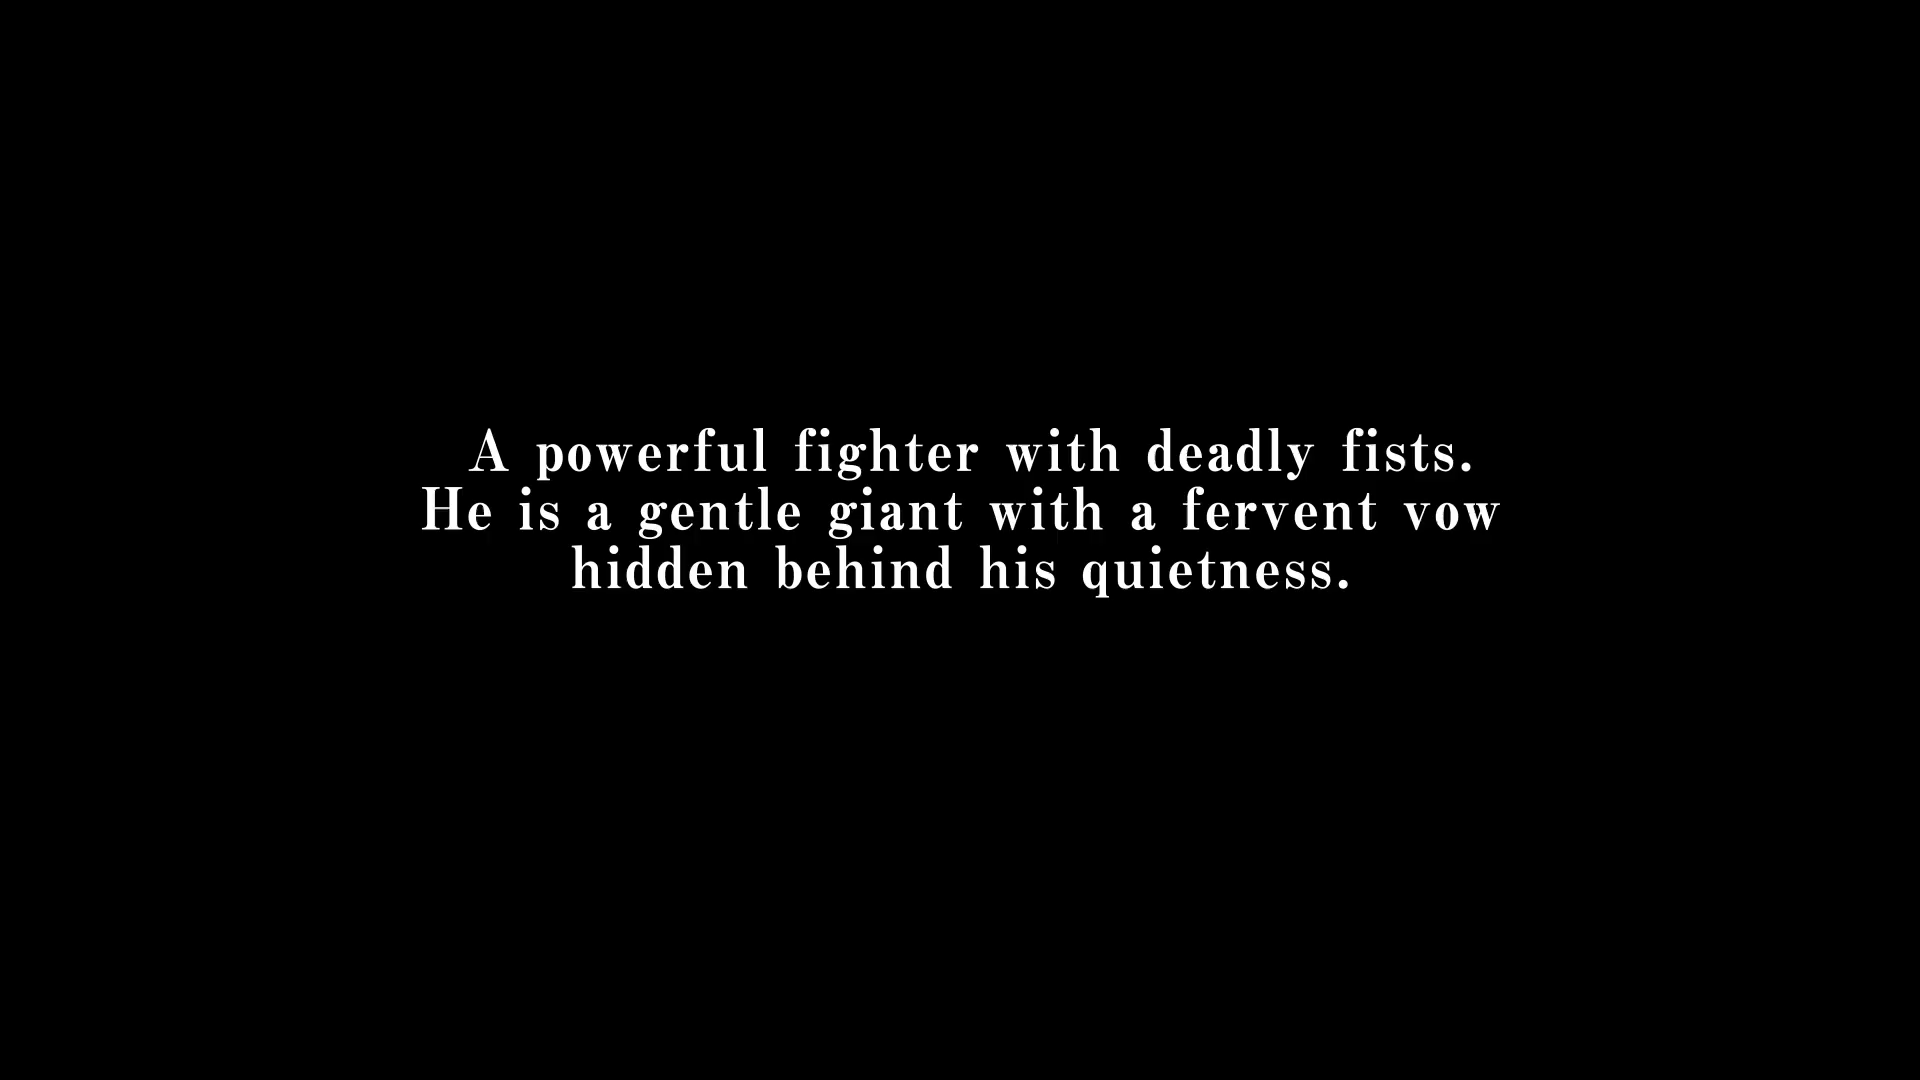 A powerful fighter with deadly fists.
He is a gentle giant with a fervent vow
hidden behind his quietness.